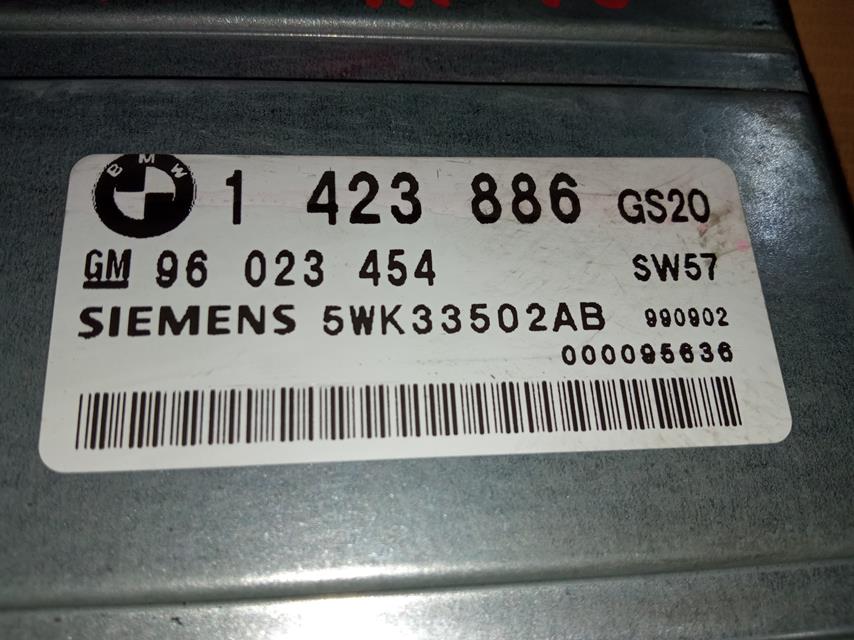 BMW 1 423 886 GS20
GM 96 023 454 SW57
SIEMENS 5WK33502AB 990902
000095636